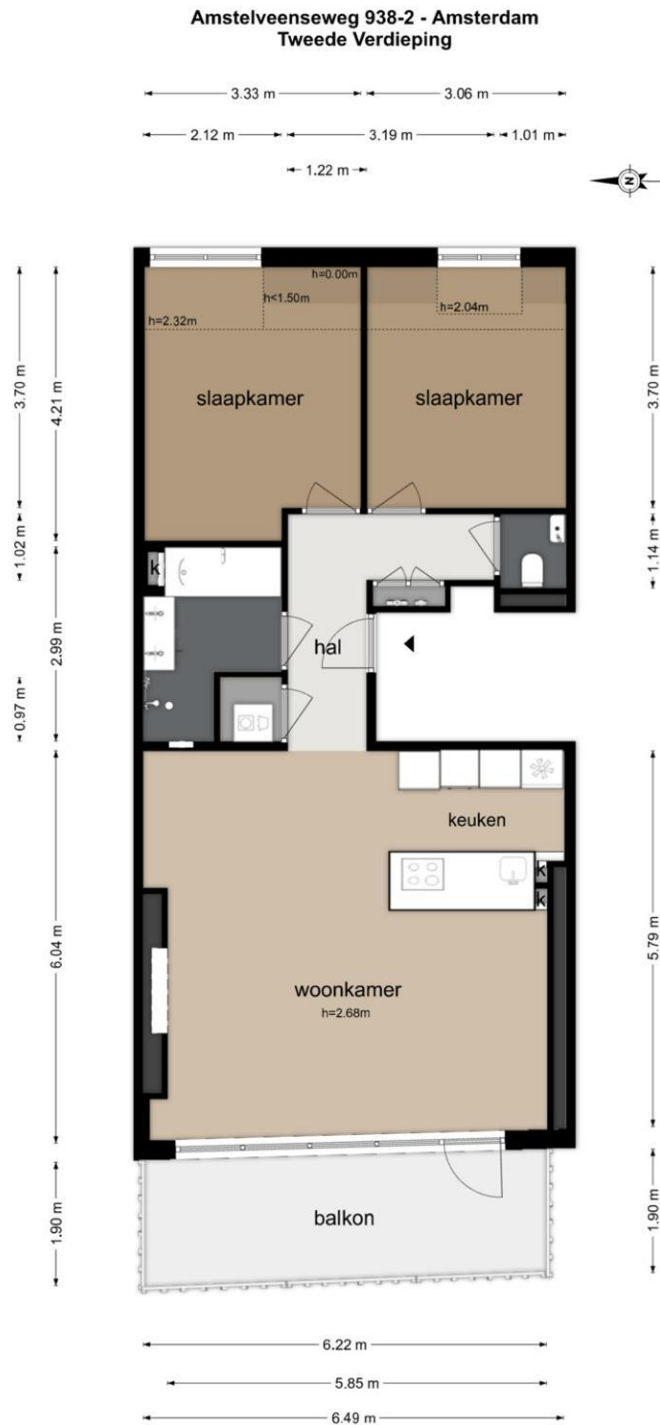 Amstelveenseweg 938-2 - Amsterdam
Tweede Verdieping
3.33 m
3.06 m
2.12 m
3.19 m
1.01 m
1.22 m
N
h=0.00m
h<1.50m
h=2.32m
h=2.04m
slaapkamer
slaapkamer
3.70 m
4.21 m
3.70 m
1.02 m
1.14 m
k
2.99 m
hal
0.97 m
keuken
k
k
6.04 m
5.79 m
woonkamer
h=2.68m
balkon
1.90 m
1.90 m
6.22 m
5.85 m
6.49 m